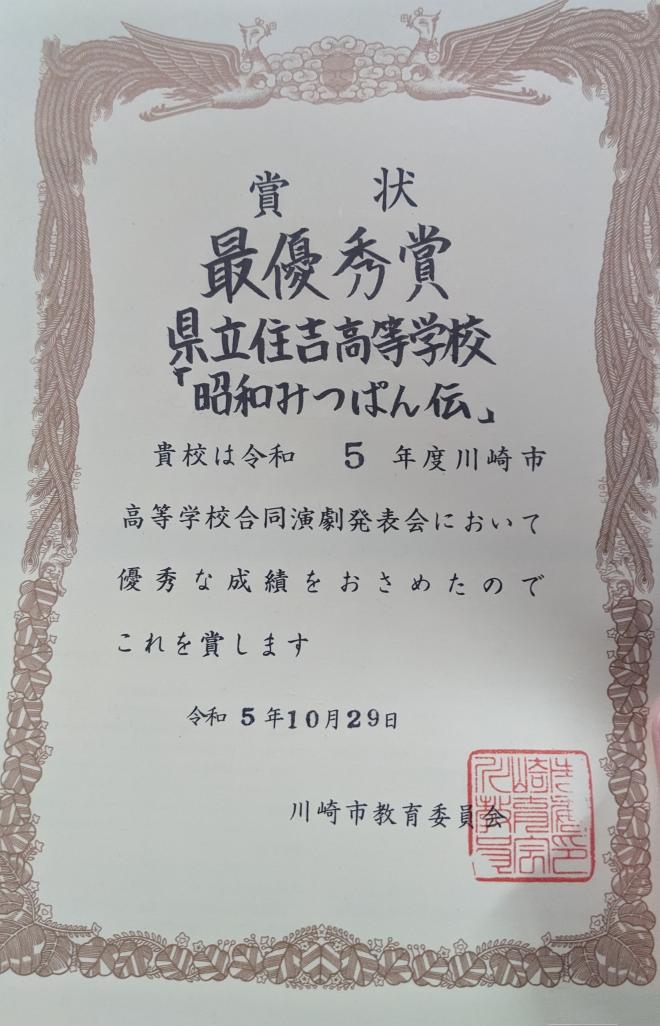 賞状
最優秀賞
県立住吉高等学校
「昭和みつぱん伝」
貴校は令和 5 年度川崎市
高等学校合同演劇発表会において
優秀な成績をおさめたので
これを賞します
令和 5 年10月29日
川崎市教育委員会